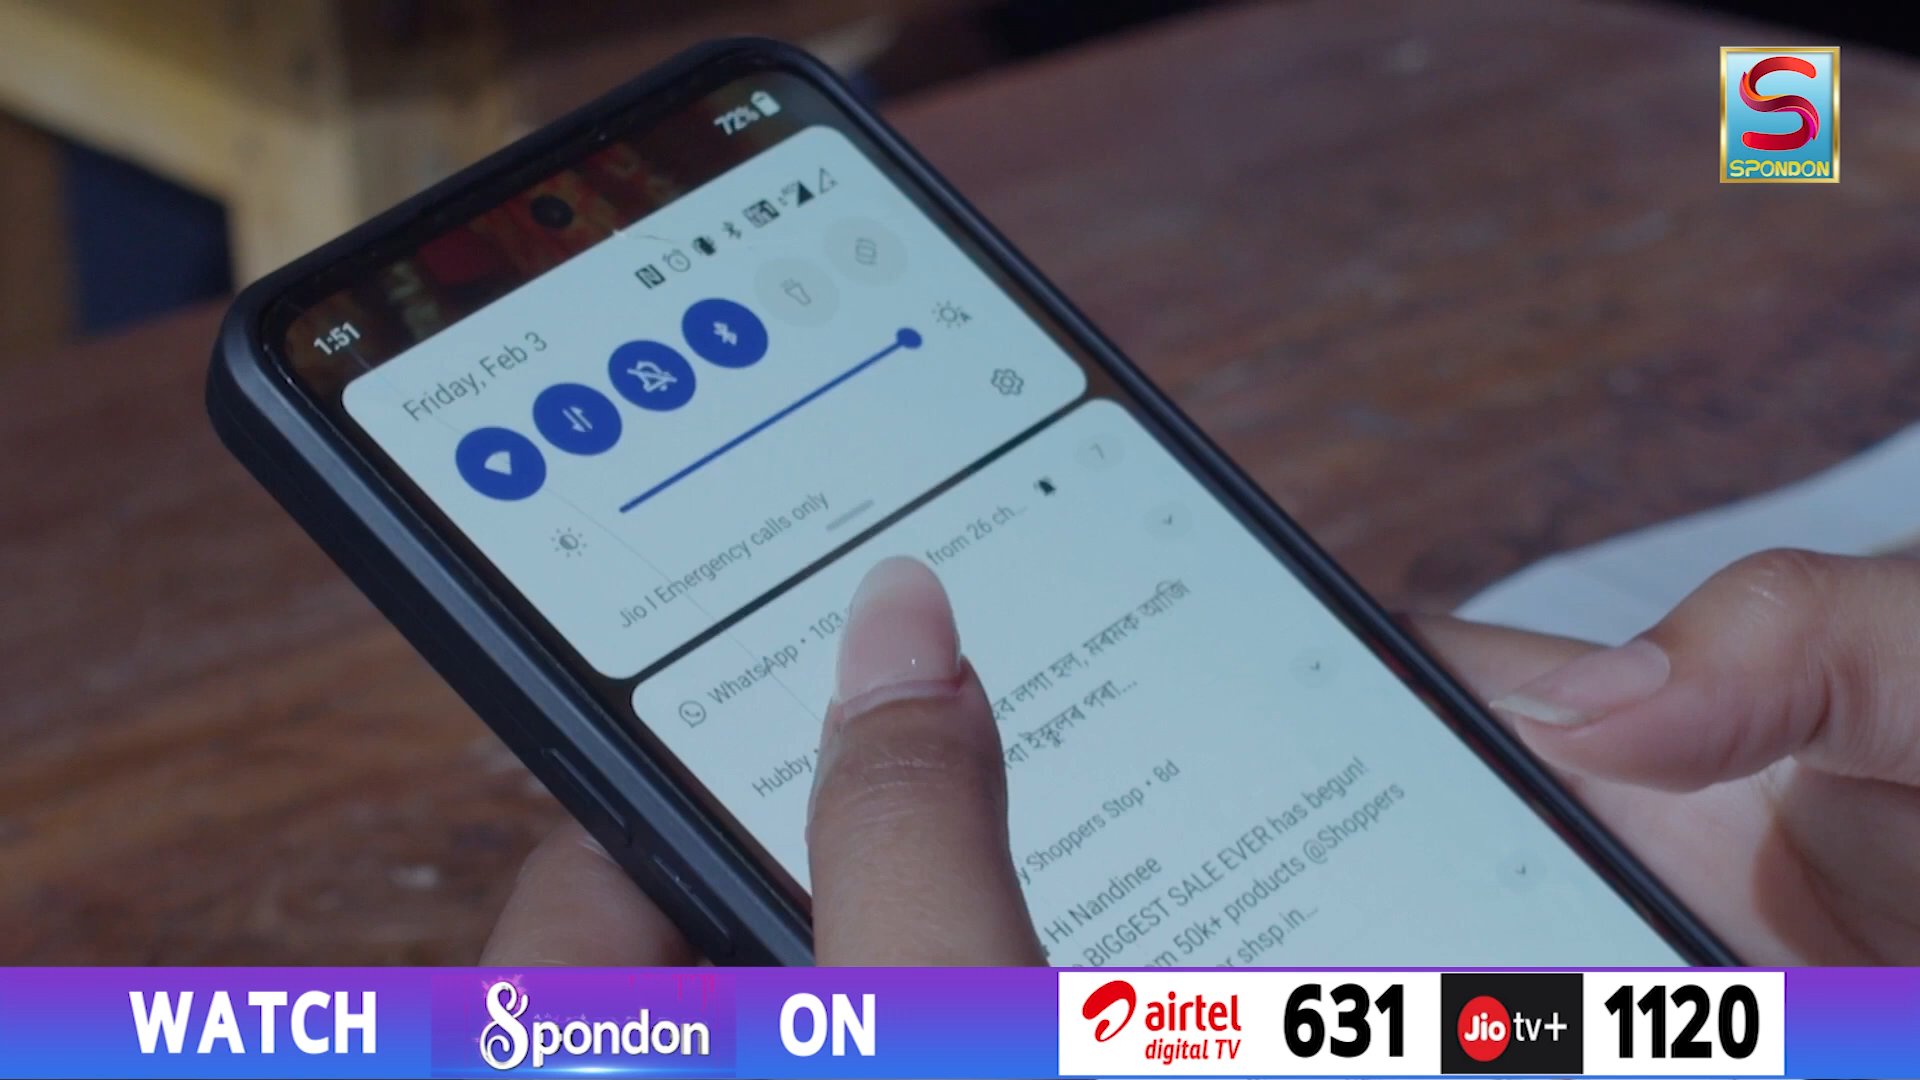 SPONDON
72%
1:51
Friday, Feb 3
Jio | Emergency calls only
WhatsApp • 103
from 26 ch...
7
Hubby
লগা হল, মৰমক আজি
ইস্কুলৰ পৰা...
Shoppers Stop • 8d
Hi Nandinee
BIGGEST SALE EVER has begun!
50k+ products @Shoppers
shsp.in...
WATCH Spondon ON airtel digital TV 631 Jio tv+ 1120